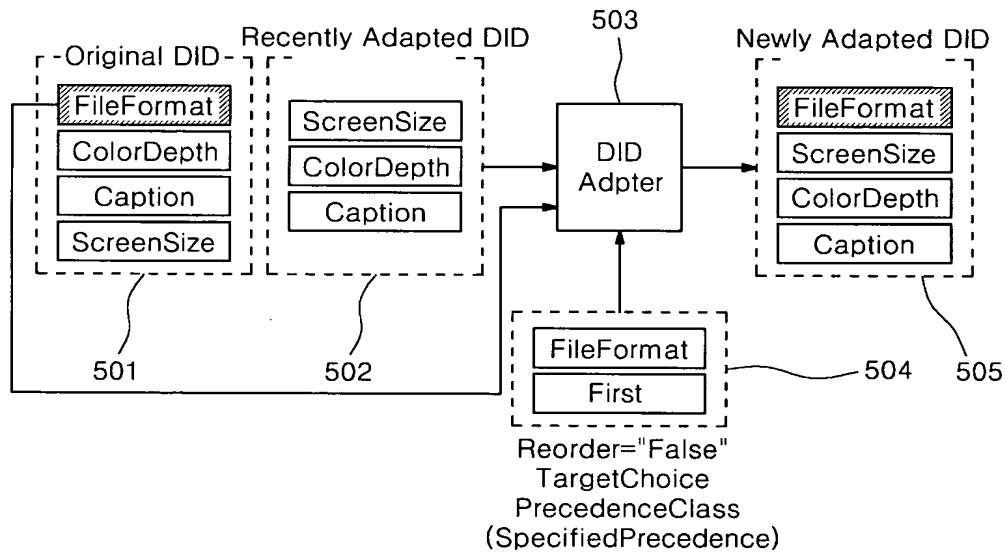 Original DID
FileFormat
ColorDepth
Caption
ScreenSize
501
Recently Adapted DID
ScreenSize
ColorDepth
Caption
502
503
DID
Adpter
FileFormat
First
504
Reorder="False"
TargetChoice
PrecedenceClass
(SpecifiedPrecedence)
Newly Adapted DID
FileFormat
ScreenSize
ColorDepth
Caption
505